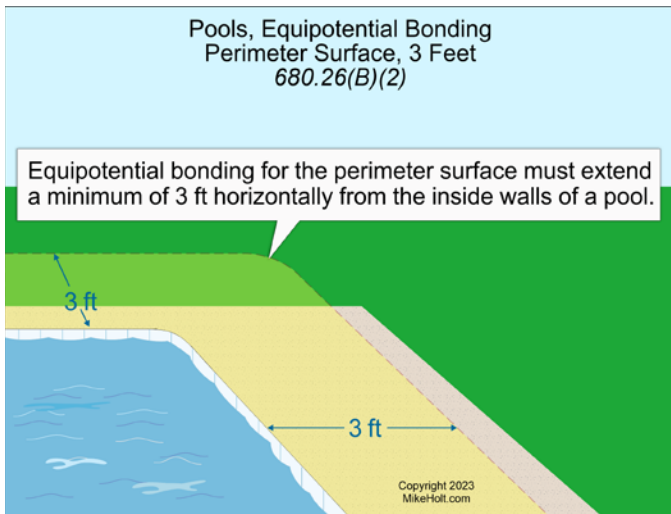 Pools, Equipotential Bonding
Perimeter Surface, 3 Feet
680.26(B)(2)
Equipotential bonding for the perimeter surface must extend
a minimum of 3 ft horizontally from the inside walls of a pool.
3 ft
3 ft
Copyright 2023
MikeHolt.com